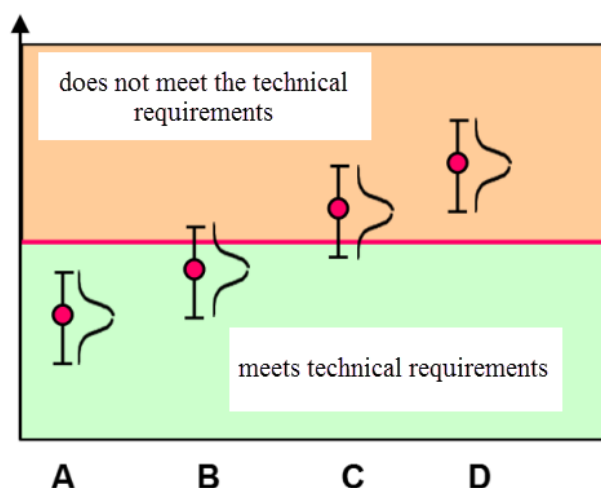 does not meet the technical
requirements
meets technical requirements
A B C D